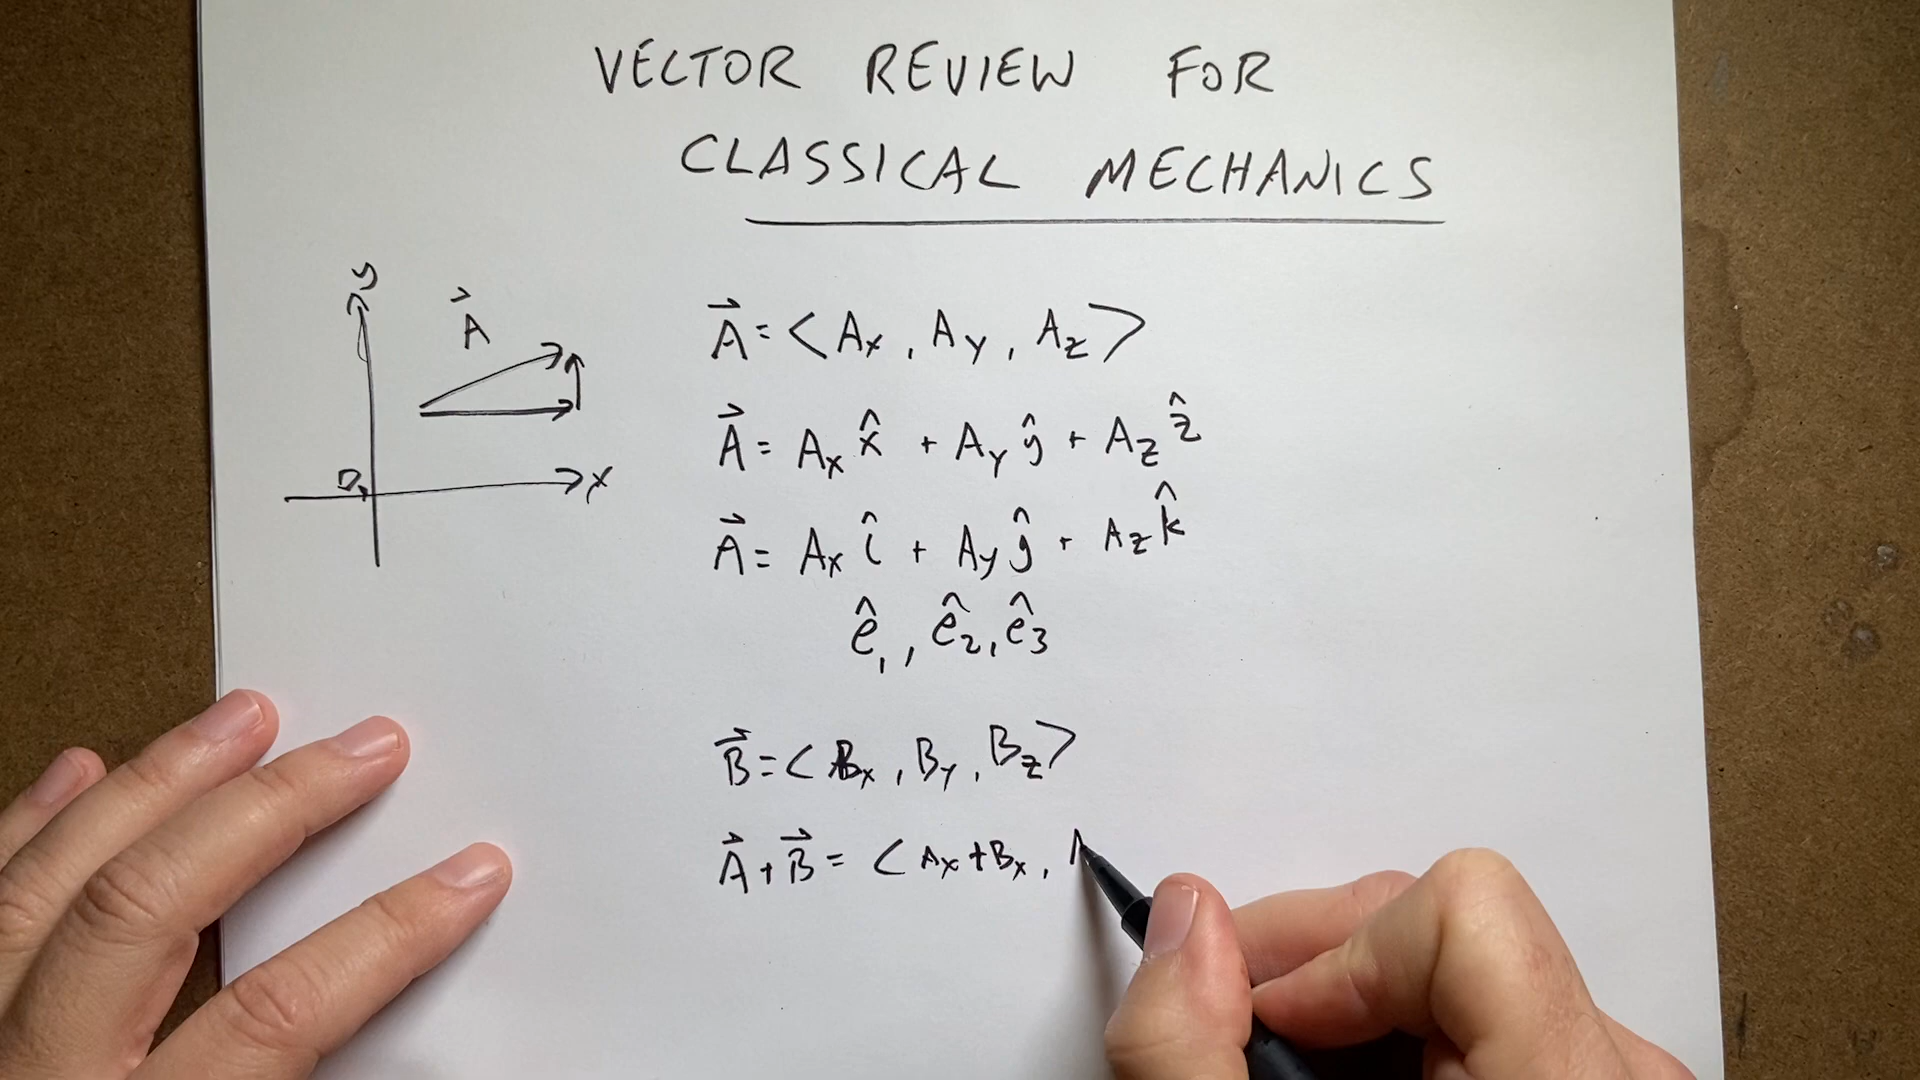 VECTOR REVIEW FOR
CLASSICAL MECHANICS
y
A⃗
x
A⃗ = <Ax, Ay, Az>
A⃗ = Ax x̂ + Ay ŷ + Az ẑ
A⃗ = Ax î + Ay ĵ + Az k̂
ê1, ê2, ê3
B⃗ = <Bx, By, Bz>
A⃗ + B⃗ = < Ax + Bx,